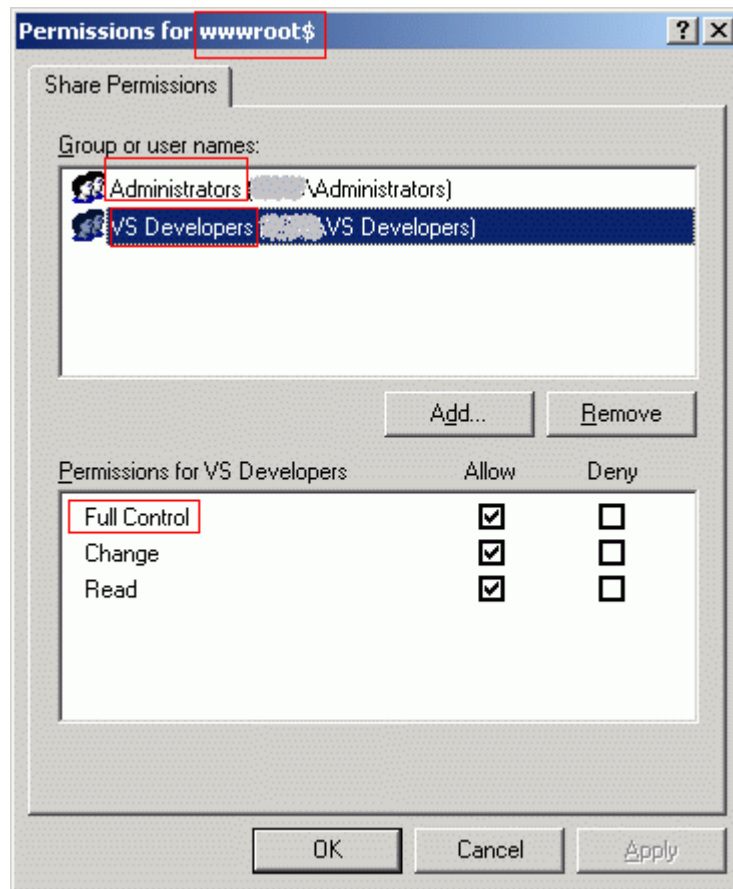 Permissions for wwwroot$
Share Permissions
Group or user names:
Administrators ( \Administrators)
VS Developers ( \VS Developers)
Add... Remove
Permissions for VS Developers Allow Deny
Full Control
Change
Read
OK Cancel Apply